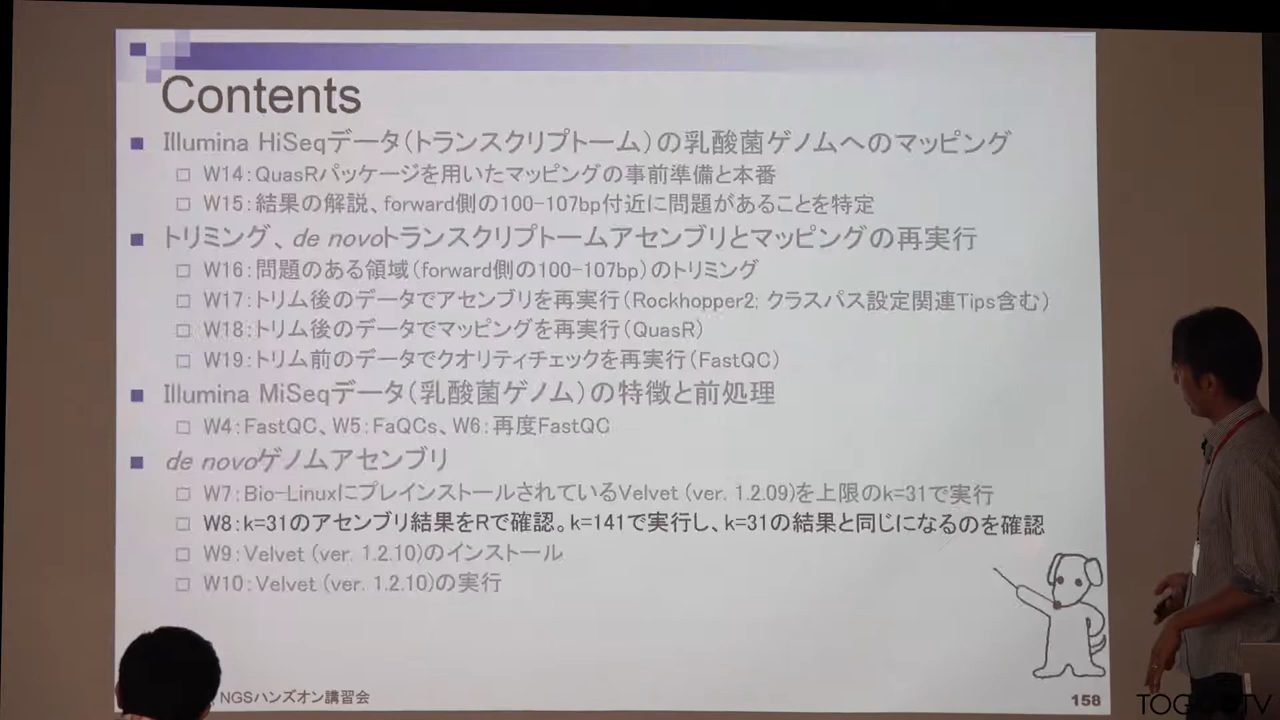 Contents
Illumina HiSeqデータ(トランスクリプトーム)の乳酸菌ゲノムへのマッピング
W14:QuasRパッケージを用いたマッピングの事前準備と本番
W15:結果の解説、forward側の100-107bp付近に問題があることを特定
トリミング、de novoトランスクリプトームアセンブリとマッピングの再実行
W16:問題のある領域(forward側の100-107bp)のトリミング
W17:トリム後のデータでアセンブリを再実行(Rockhopper2; クラスパス設定関連Tips含む)
W18:トリム後のデータでマッピングを再実行(QuasR)
W19:トリム前のデータでクオリティチェックを再実行(FastQC)
Illumina MiSeqデータ(乳酸菌ゲノム)の特徴と前処理
W4:FastQC、W5:FaQCs、W6:再度FastQC
de novoゲノムアセンブリ
W7:Bio-LinuxにプレインストールされているVelvet (ver. 1.2.09)を上限のk=31で実行
W8:k=31のアセンブリ結果をRで確認。k=141で実行し、k=31の結果と同じになるのを確認
W9:Velvet (ver. 1.2.10)のインストール
W10:Velvet (ver. 1.2.10)の実行
NGSハンズオン講習会
158